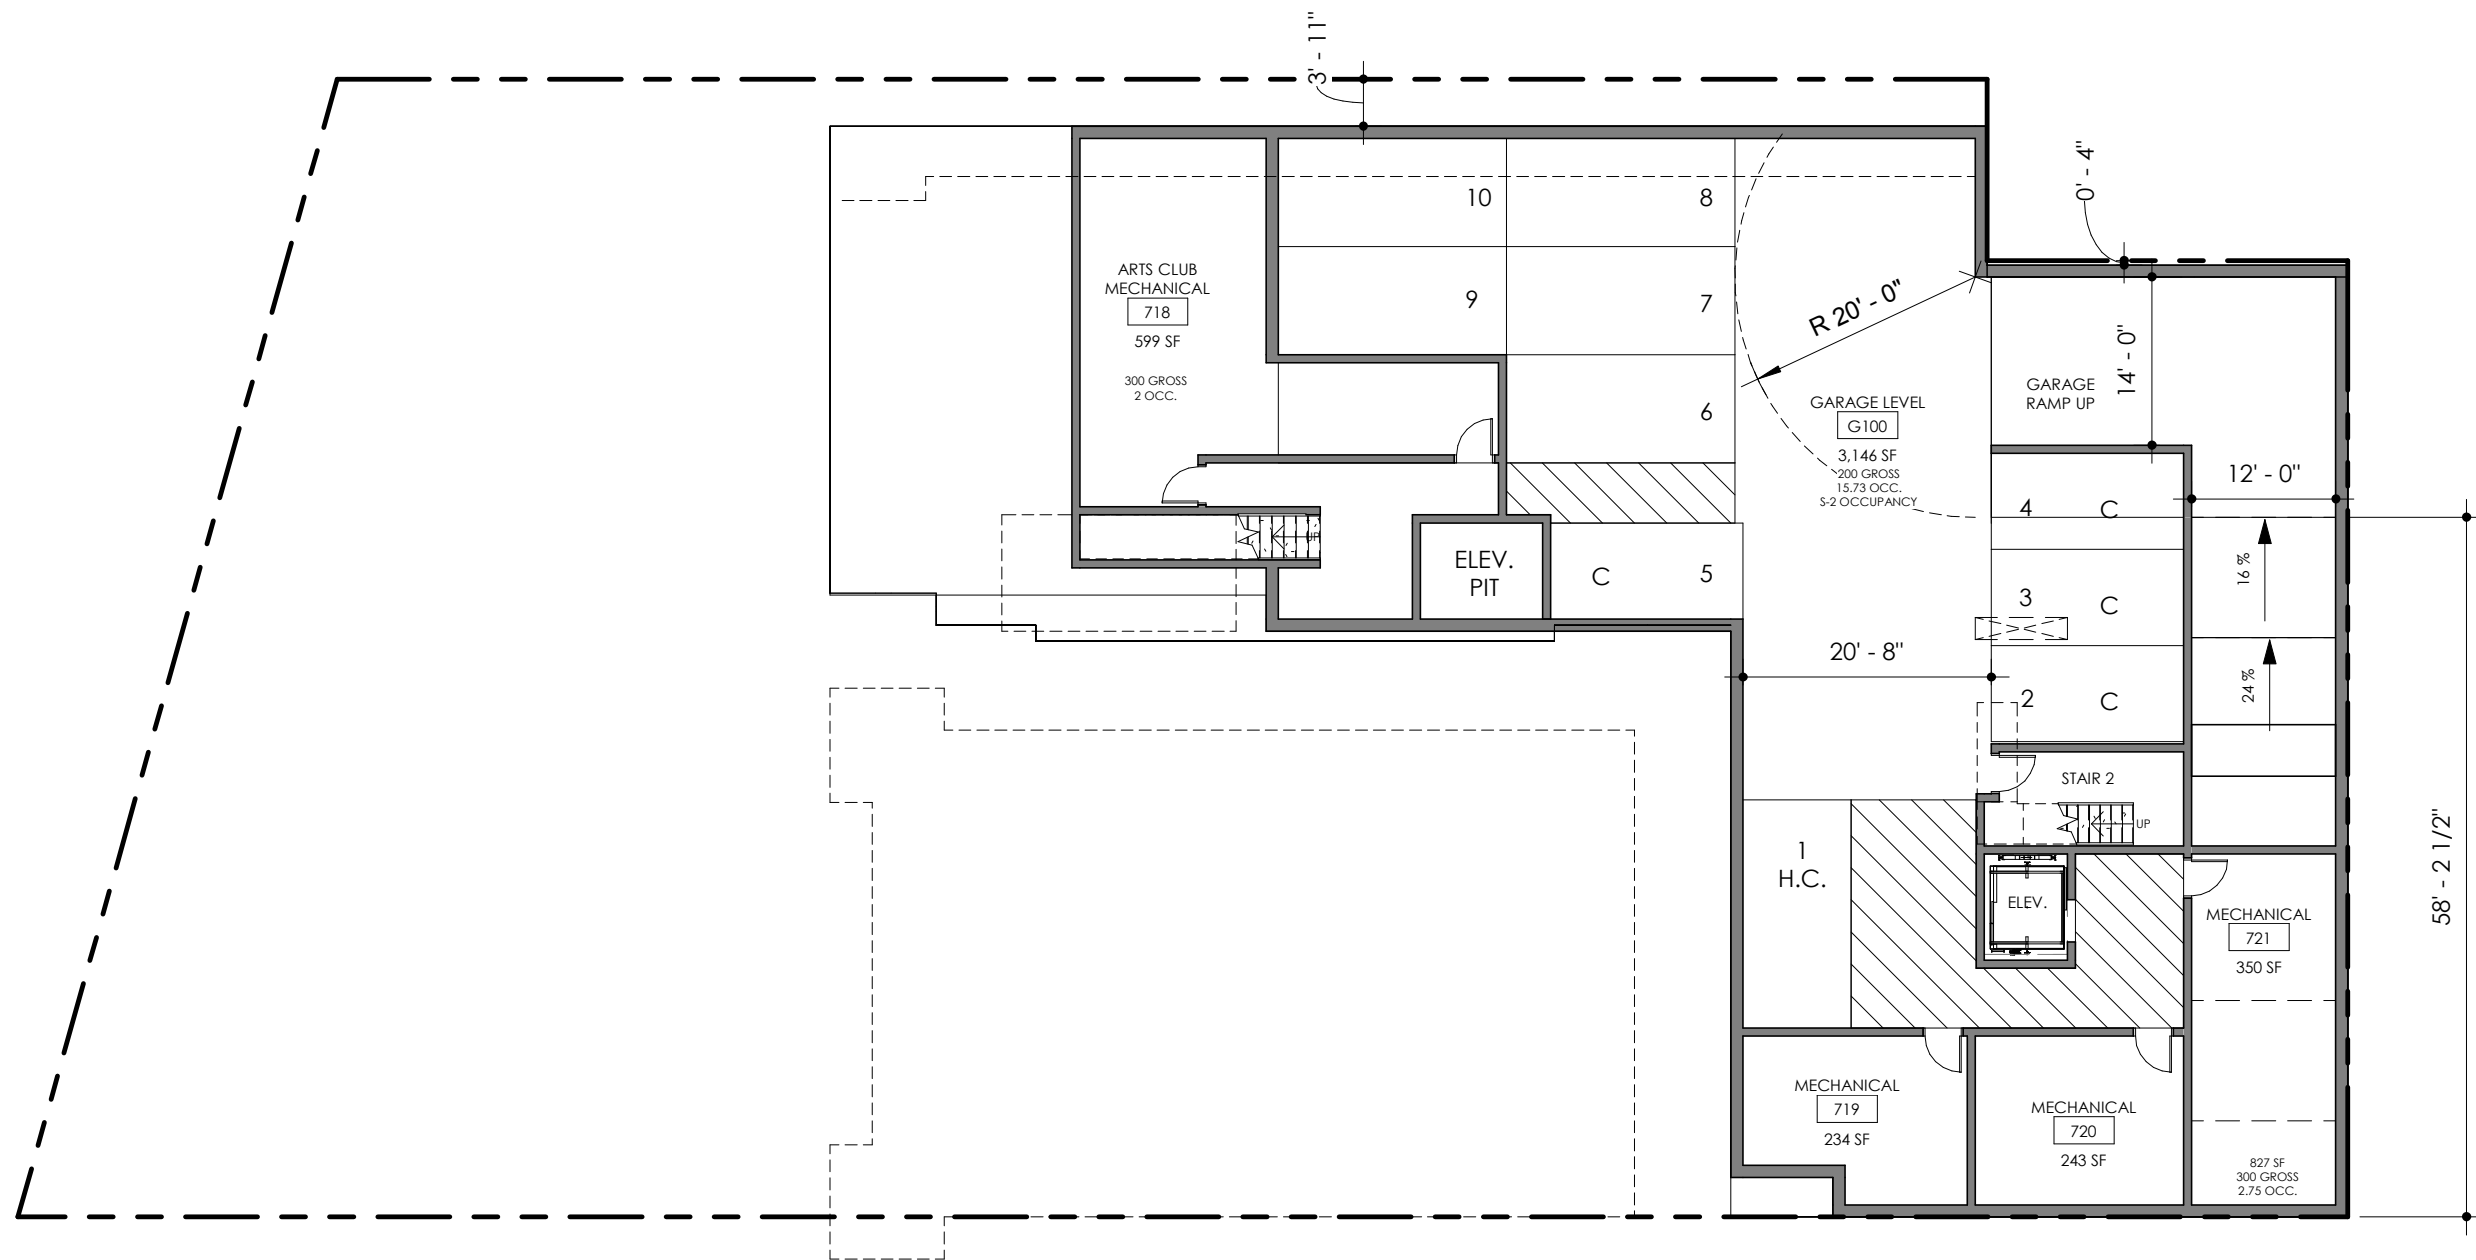 3' - 11"
0' - 4"
10
8
ARTS CLUB
MECHANICAL
718
599 SF
300 GROSS
2 OCC.
9
7
R 20' - 0"
14' - 0"
GARAGE
RAMP UP
6
GARAGE LEVEL
G100
3,146 SF
200 GROSS
15.73 OCC.
S-2 OCCUPANCY
12' - 0"
4
C
UP
ELEV.
PIT
C
5
16 %
3
C
20' - 8"
24 %
2
C
STAIR 2
UP
1
H.C.
58' - 2 1/2"
ELEV.
MECHANICAL
721
350 SF
MECHANICAL
719
234 SF
MECHANICAL
720
243 SF
827 SF
300 GROSS
2.75 OCC.